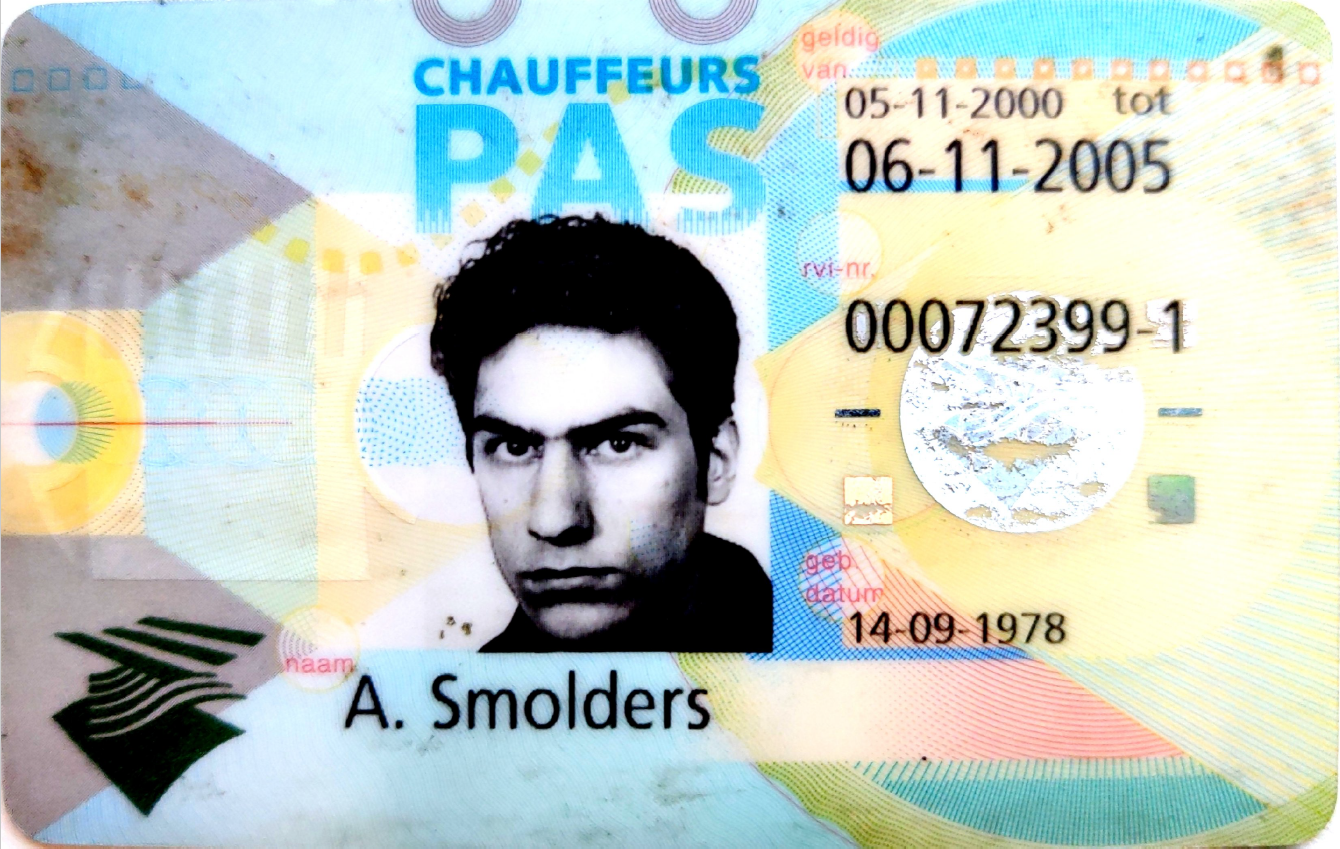 CHAUFFEURS
PAS
geldig
van
05-11-2000 tot
06-11-2005
rvi-nr.
00072399-1
geb.
datum
14-09-1978
naam
A. Smolders